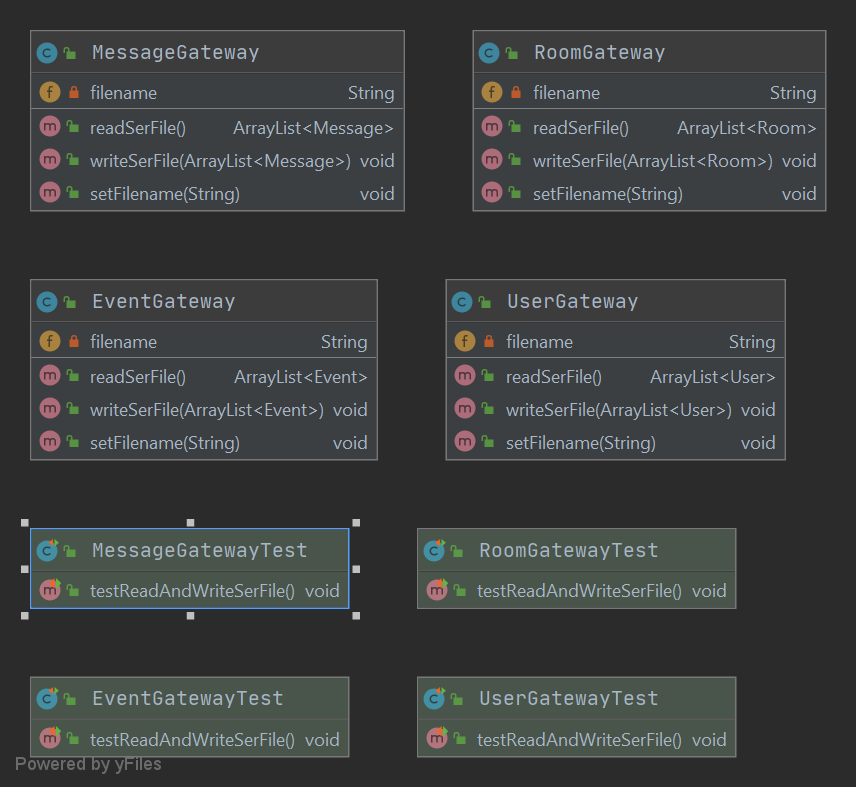 MessageGateway
filename String
readSerFile() ArrayList<Message>
writeSerFile(ArrayList<Message>) void
setFilename(String) void
RoomGateway
filename String
readSerFile() ArrayList<Room>
writeSerFile(ArrayList<Room>) void
setFilename(String) void
EventGateway
filename String
readSerFile() ArrayList<Event>
writeSerFile(ArrayList<Event>) void
setFilename(String) void
UserGateway
filename String
readSerFile() ArrayList<User>
writeSerFile(ArrayList<User>) void
setFilename(String) void
MessageGatewayTest
testReadAndWriteSerFile() void
RoomGatewayTest
testReadAndWriteSerFile() void
EventGatewayTest
testReadAndWriteSerFile() void
UserGatewayTest
testReadAndWriteSerFile() void
Powered by yFiles